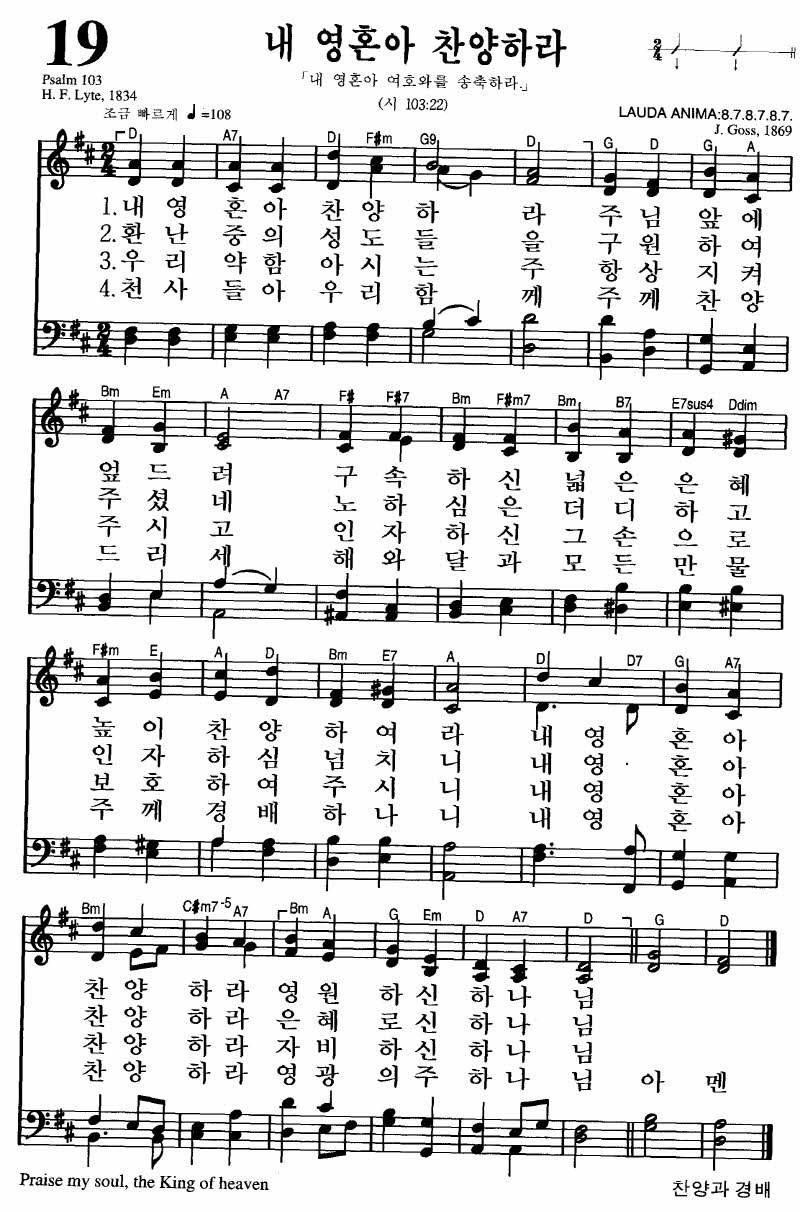 19
내 영혼아 찬양하라
2/4
Psalm 103
「내 영혼아 여호와를 송축하라.」
H. F. Lyte, 1834
(시 103:22)
조금 빠르게 ♩=108
LAUDA ANIMA:8.7.8.7.8.7.
J. Goss, 1869
D A7 D F#m G9 D G D G A
1. 내 영 혼 아 찬 양 하 라 주 님 앞 에
2. 환 난 중 의 성 도 들 을 구 원 하 여
3. 우 리 약 함 아 시 는 주 항 상 지 켜
4. 천 사 들 아 우 리 함 께 주 께 찬 양
Bm Em A A7 F# F#7 Bm F#m7 Bm B7 E7sus4 Ddim
엎 드 려 구 속 하 신 넓 은 은 혜
주 셨 네 노 하 심 은 더 디 하 고
주 시 고 인 자 하 신 그 손 으 로
드 리 세 해 와 달 과 모 든 만 물
F#m E A D Bm E7 A D D7 G A7
높 이 찬 양 하 여 라 내 영 혼 아
인 자 하 심 넘 치 니 내 영 혼 아
보 호 하 여 주 시 니 내 영 혼 아
주 께 경 배 하 나 니 내 영 혼 아
Bm C#m7-5 A7 Bm A G Em D A7 D G D
찬 양 하 라 영 원 하 신 하 나 님
찬 양 하 라 은 혜 로 신 하 나 님
찬 양 하 라 자 비 하 신 하 나 님
찬 양 하 라 영 광 의 주 하 나 님 아 멘
Praise my soul, the King of heaven
찬양과 경배